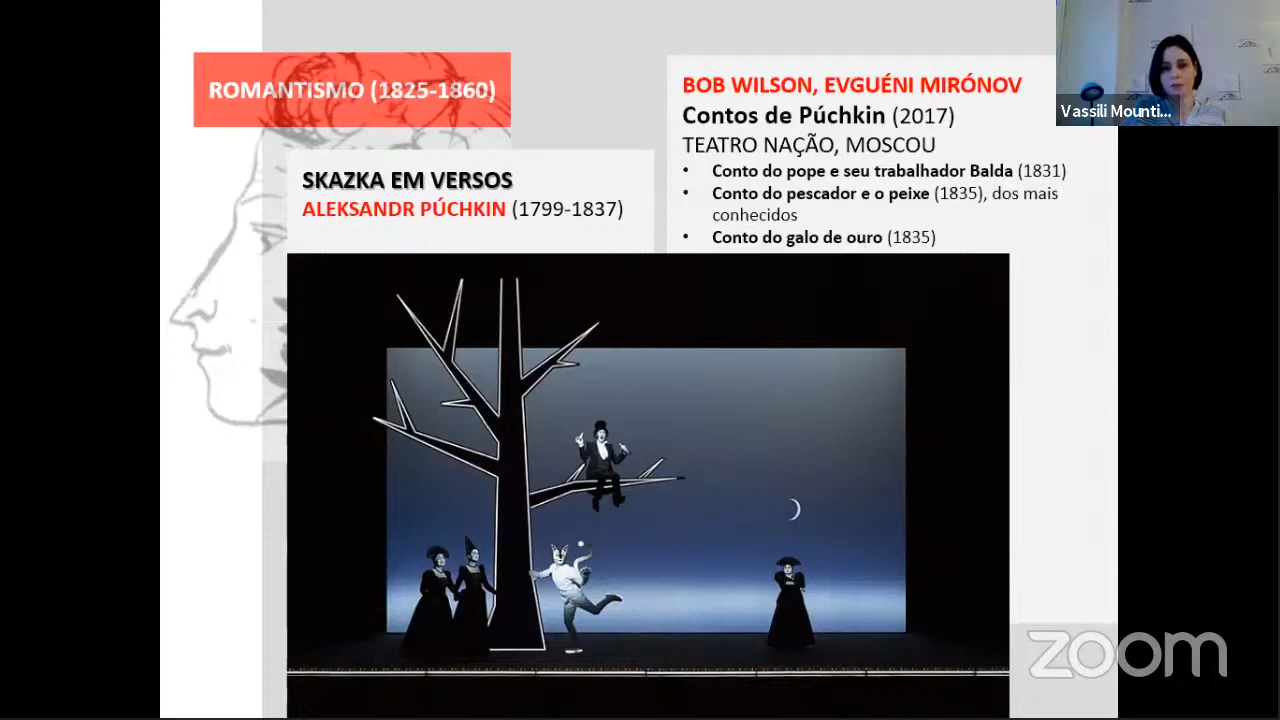 ROMANTISMO (1825-1860)
SKAZKA EM VERSOS
ALEKSANDR PÚCHKIN (1799-1837)
BOB WILSON, EVGUÉNI MIRÓNOV
Contos de Púchkin (2017)
TEATRO NAÇÃO, MOSCOU
• Conto do pope e seu trabalhador Balda (1831)
• Conto do pescador e o peixe (1835), dos mais
conhecidos
• Conto do galo de ouro (1835)
Vassili Mounti...
zoom